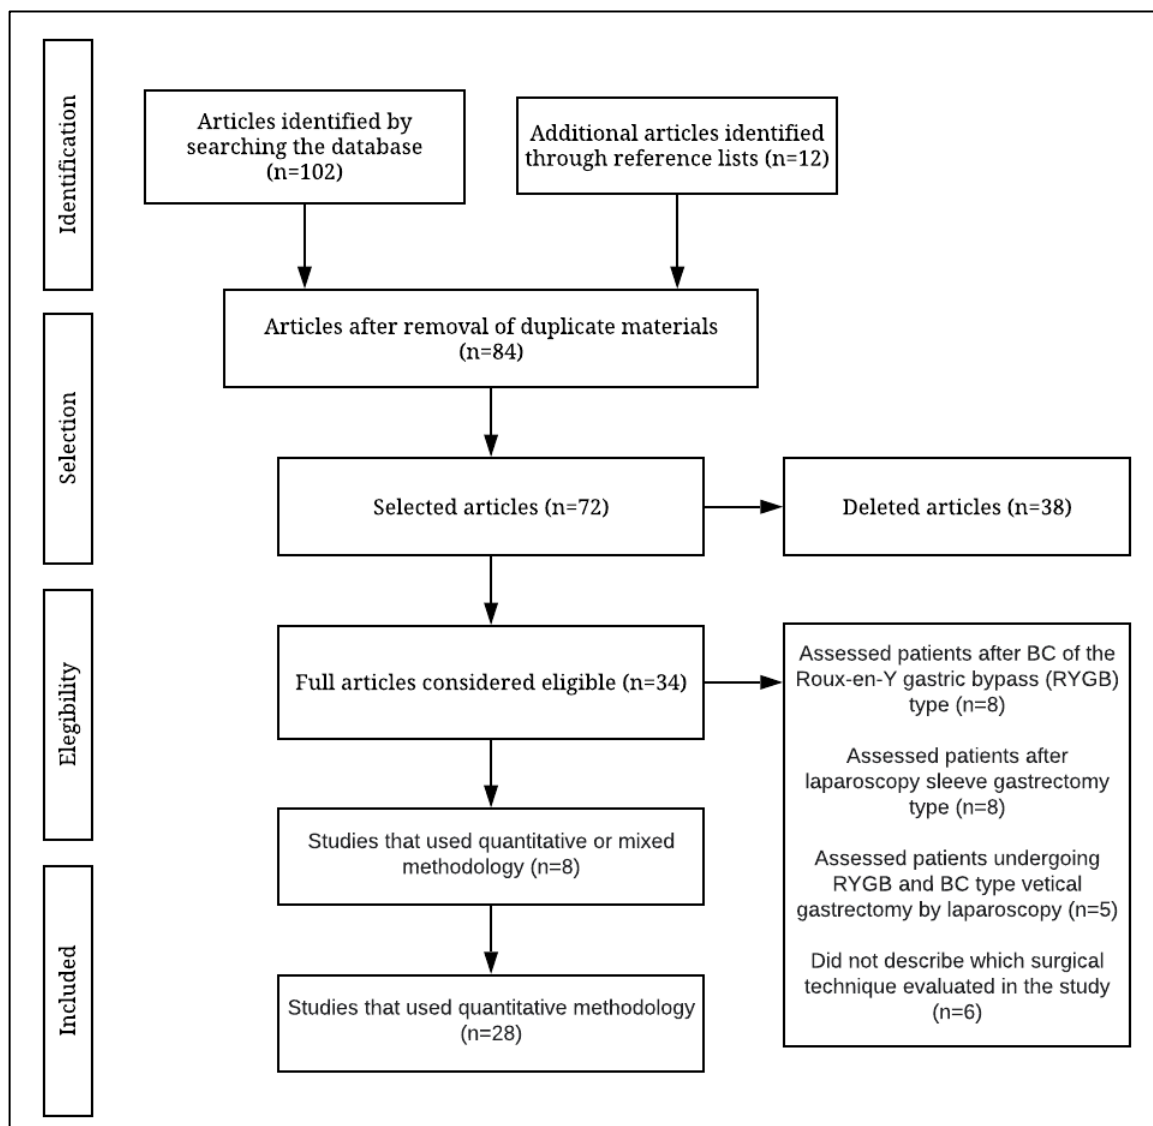 Identification
Articles identified by
searching the database
(n=102)
Additional articles identified
through reference lists (n=12)
Articles after removal of duplicate materials
(n=84)
Selection
Selected articles (n=72)
Deleted articles (n=38)
Elegibility
Full articles considered eligible (n=34)
Assessed patients after BC of the
Roux-en-Y gastric bypass (RYGB)
type (n=8)
Assessed patients after
laparoscopy sleeve gastrectomy
type (n=8)
Assessed patients undergoing
RYGB and BC type vetical
gastrectomy by laparoscopy (n=5)
Did not describe which surgical
technique evaluated in the study
(n=6)
Studies that used quantitative or mixed
methodology (n=8)
Included
Studies that used quantitative methodology
(n=28)